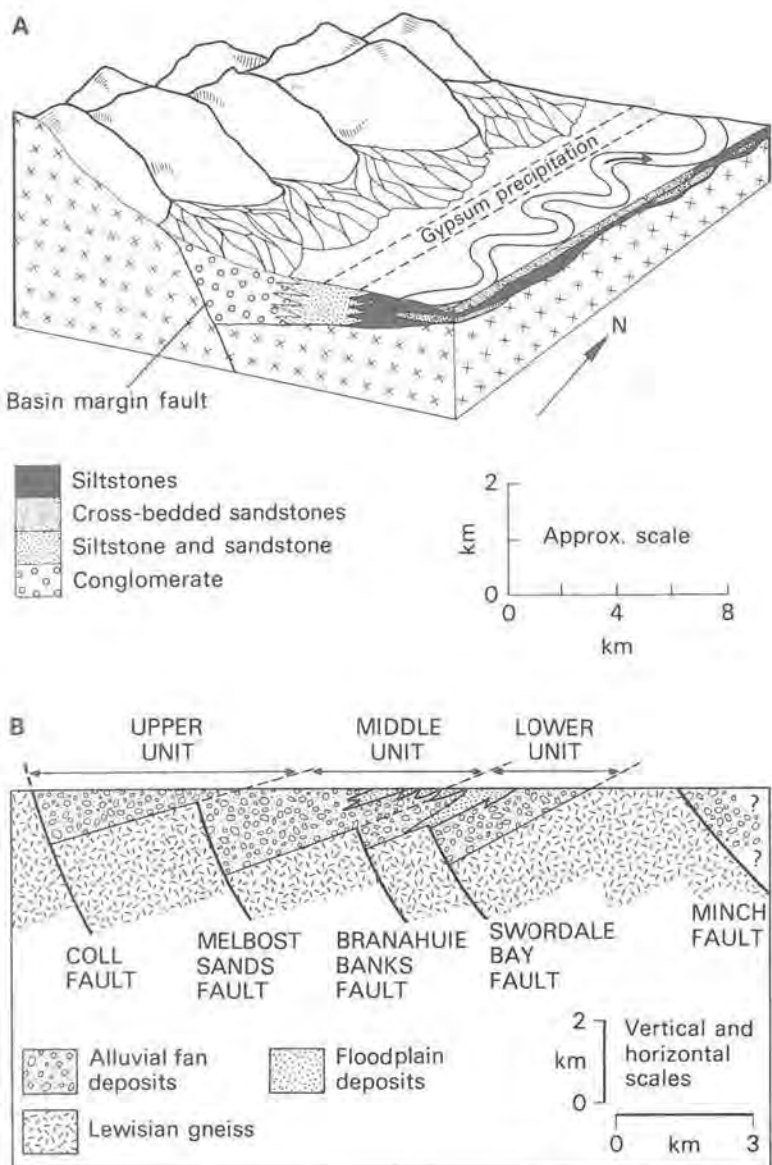 A
Gypsum precipitation
N
Basin margin fault
Siltstones
Cross-bedded sandstones
Siltstone and sandstone
Conglomerate
2
km
0
Approx. scale
0 4 8
km
B
UPPER UNIT
MIDDLE UNIT
LOWER UNIT
?
?
COLL FAULT
MELBOST SANDS FAULT
BRANAHUIE BANKS FAULT
SWORDALE BAY FAULT
MINCH FAULT
Alluvial fan deposits
Floodplain deposits
Lewisian gneiss
2
km
0
Vertical and horizontal scales
0 km 3